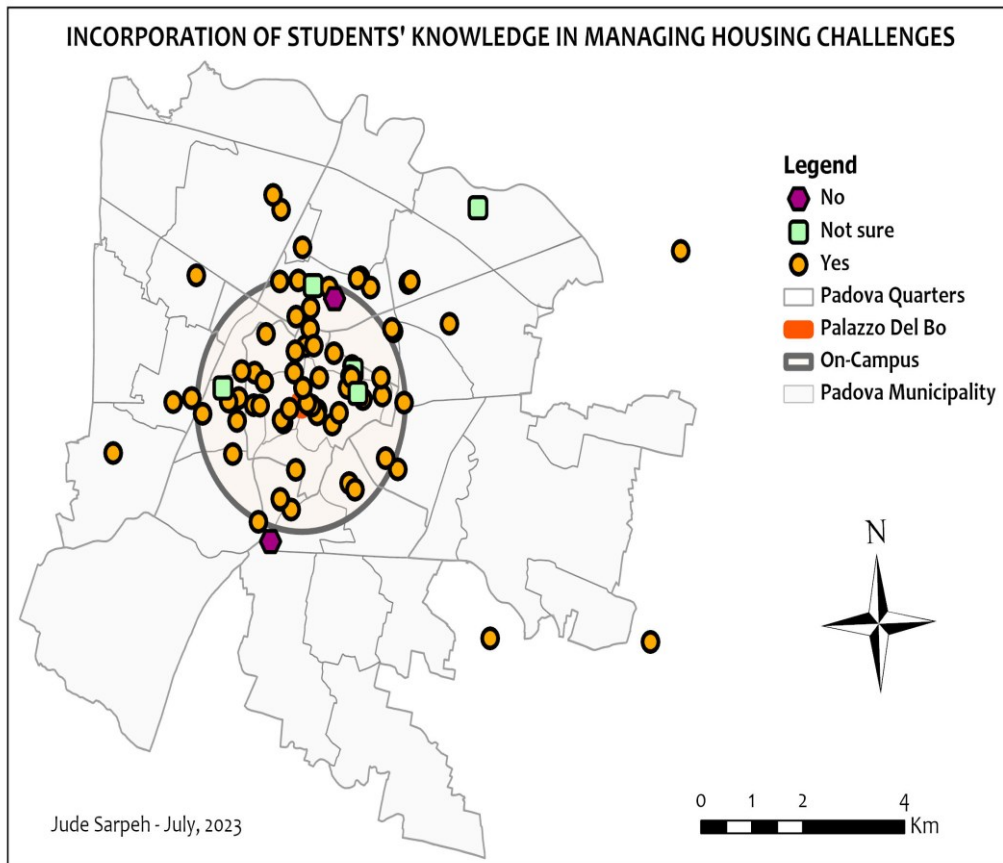 INCORPORATION OF STUDENTS' KNOWLEDGE IN MANAGING HOUSING CHALLENGES
Legend
No
Not sure
Yes
Padova Quarters
Palazzo Del Bo
On-Campus
Padova Municipality
N
0 1 2 4
Km
Jude Sarpeh - July, 2023